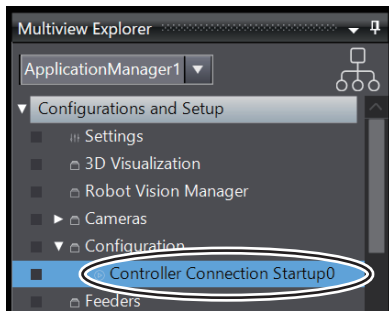 Multiview Explorer
ApplicationManager1
Configurations and Setup
Settings
3D Visualization
Robot Vision Manager
Cameras
Configuration
Controller Connection Startup0
Feeders